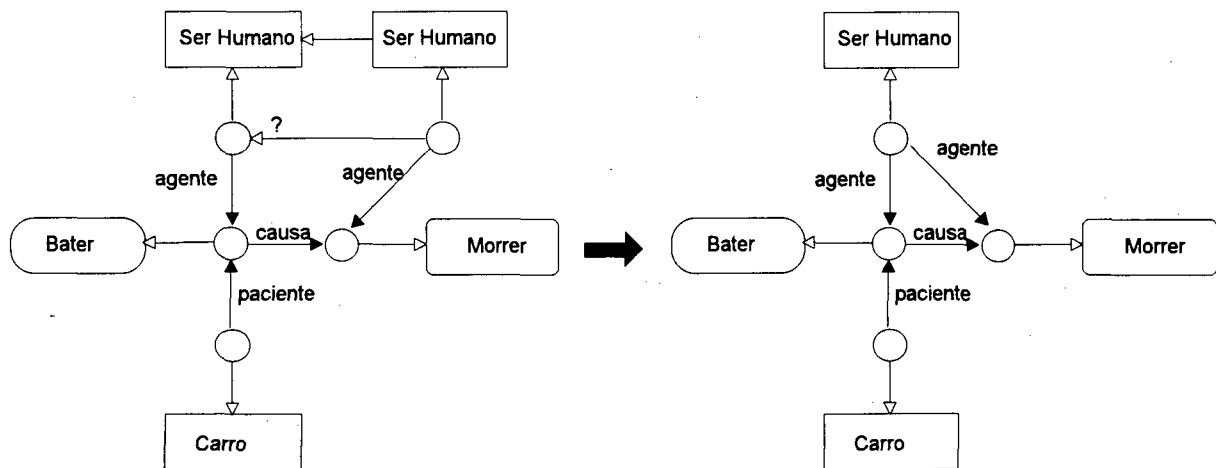 Ser Humano
Ser Humano
?
agente
agente
Bater
causa
Morrer
paciente
Carro
Ser Humano
agente
agente
Bater
causa
Morrer
paciente
Carro